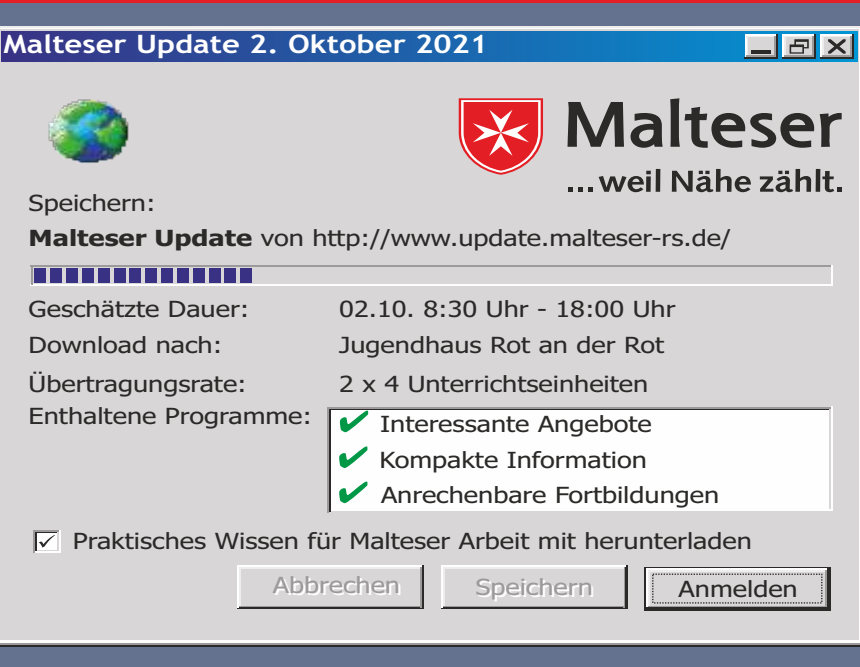 Malteser Update 2. Oktober 2021
Malteser
...weil Nähe zählt.
Speichern:
Malteser Update von http://www.update.malteser-rs.de/
Geschätzte Dauer: 02.10. 8:30 Uhr - 18:00 Uhr
Download nach: Jugendhaus Rot an der Rot
Übertragungsrate: 2 x 4 Unterrichtseinheiten
Enthaltene Programme: ✔ Interessante Angebote
✔ Kompakte Information
✔ Anrechenbare Fortbildungen
Praktisches Wissen für Malteser Arbeit mit herunterladen
Abbrechen Speichern Anmelden